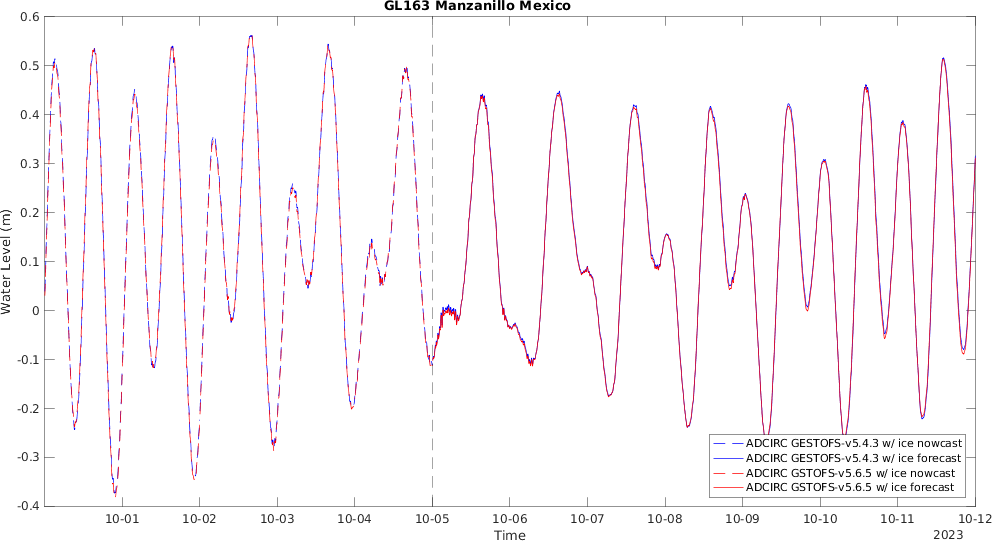 GL163 Manzanillo Mexico
Water Level (m)
0.6
0.5
0.4
0.3
0.2
0.1
0
-0.1
-0.2
-0.3
-0.4
ADCIRC GESTOFS-v5.4.3 w/ ice nowcast
ADCIRC GESTOFS-v5.4.3 w/ ice forecast
ADCIRC GSTOFS-v5.6.5 w/ ice nowcast
ADCIRC GSTOFS-v5.6.5 w/ ice forecast
10-01 10-02 10-03 10-04 10-05 10-06 10-07 10-08 10-09 10-10 10-11 10-12
Time
2023